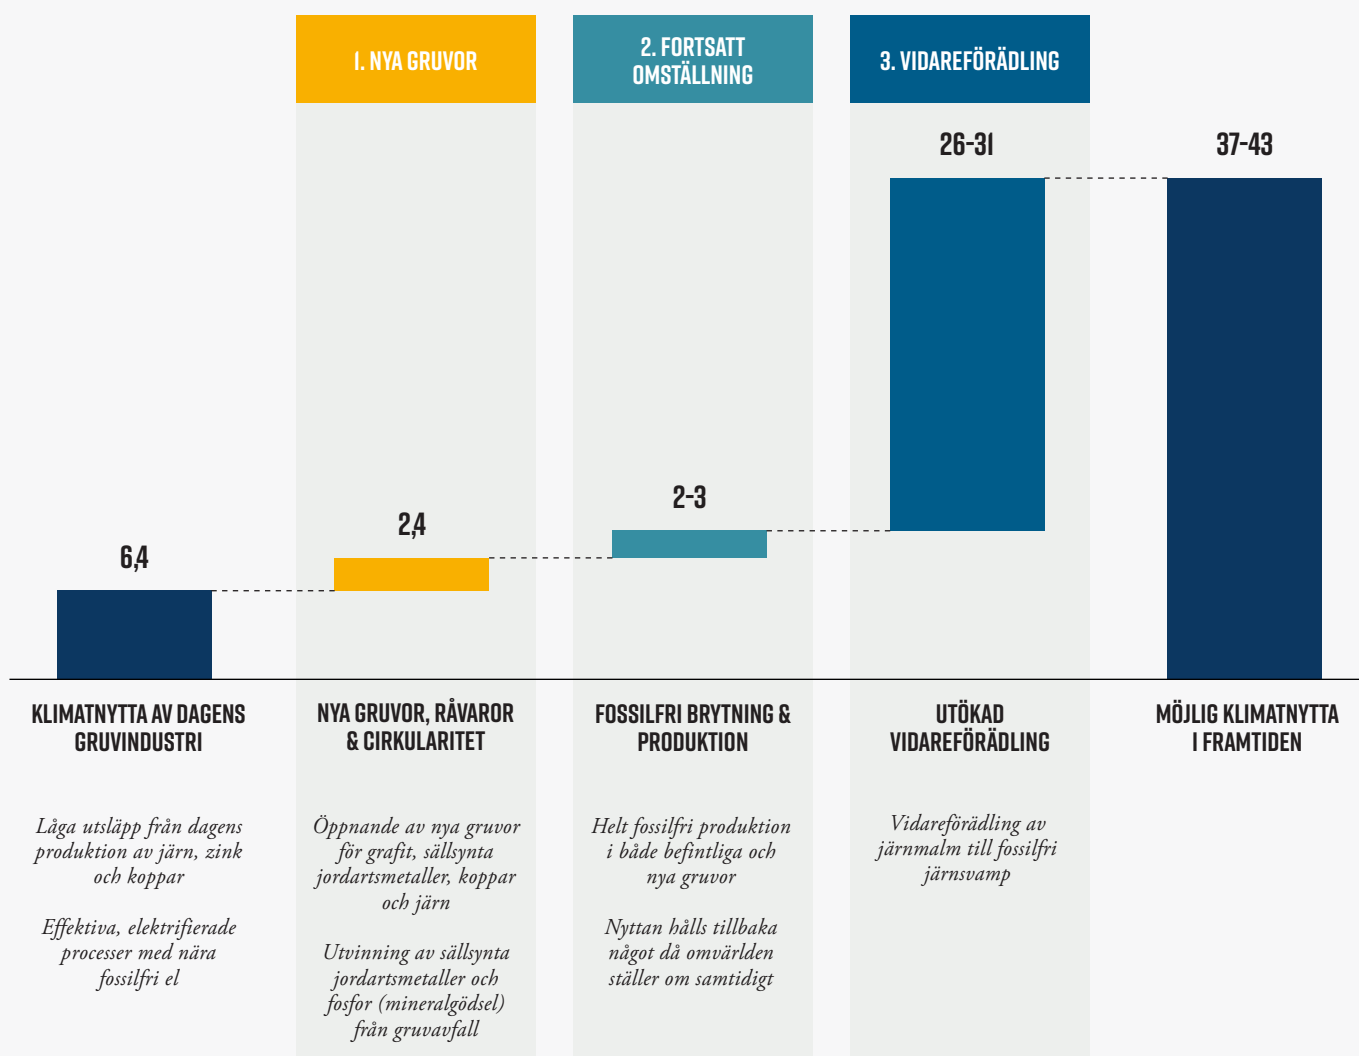 1. NYA GRUVOR
2. FORTSATT
OMSTÄLLNING
3. VIDAREFÖRÄDLING
6,4
2,4
2-3
26-31
37-43
KLIMATNYTTA AV DAGENS
GRUVINDUSTRI
Låga utsläpp från dagens
produktion av järn, zink
och koppar
Effektiva, elektrifierade
processer med nära
fossilfri el
NYA GRUVOR, RÅVAROR
& CIRKULARITET
Öppnande av nya gruvor
för grafit, sällsynta
jordartsmetaller, koppar
och järn
Utvinning av sällsynta
jordartsmetaller och
fosfor (mineralgödsel)
från gruvavfall
FOSSILFRI BRYTNING &
PRODUKTION
Helt fossilfri produktion
i både befintliga och
nya gruvor
Nyttan hålls tillbaka
något då omvärlden
ställer om samtidigt
UTÖKAD
VIDAREFÖRÄDLING
Vidareförädling av
järnmalm till fossilfri
järnsvamp
MÖJLIG KLIMATNYTTA
I FRAMTIDEN